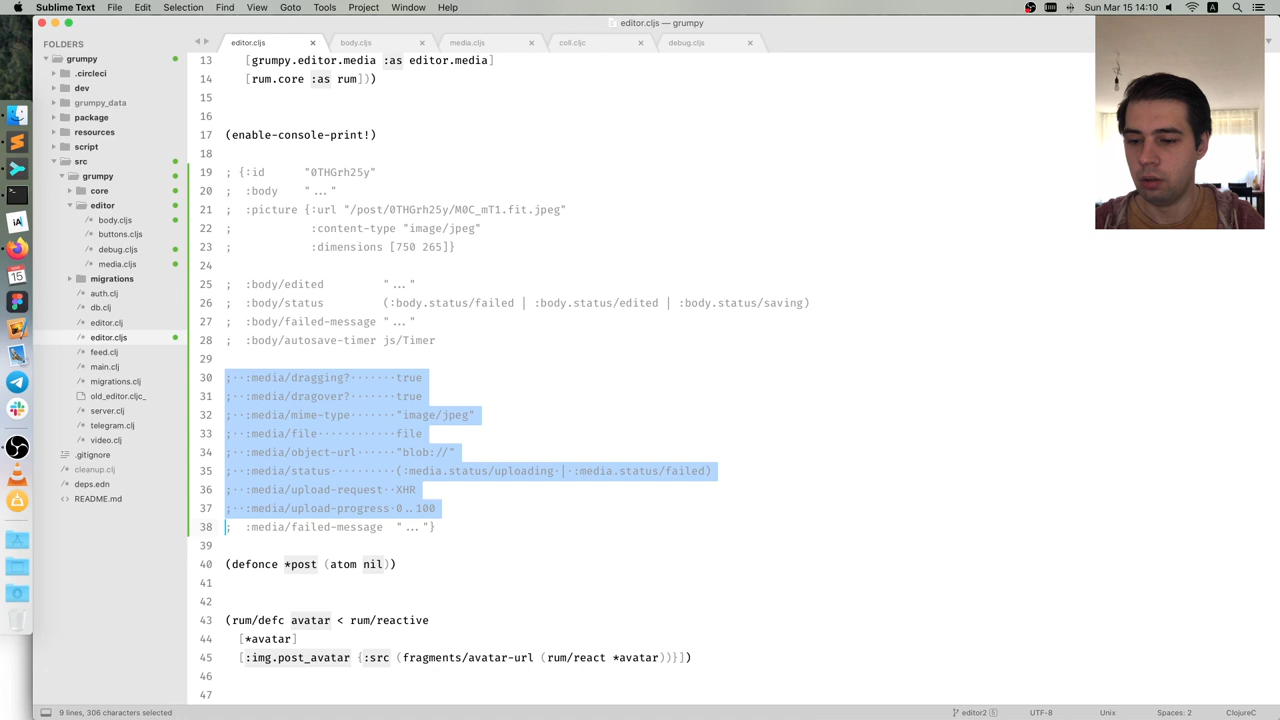 Sublime Text File Edit Selection Find View Goto Tools Project Window Help
A Sun Mar 15 14:10
editor.cljs — grumpy
FOLDERS
grumpy
.circleci
dev
grumpy_data
package
resources
script
src
grumpy
core
editor
body.cljs
buttons.cljs
debug.cljs
media.cljs
migrations
auth.clj
db.clj
editor.clj
editor.cljs
feed.clj
main.clj
migrations.clj
old_editor.cljc_
server.clj
telegram.clj
video.clj
.gitignore
cleanup.clj
deps.edn
README.md
editor.cljs body.cljs media.cljs coll.cljc debug.cljs
13 [grumpy.editor.media :as editor.media]
14 [rum.core :as rum]))
15
16
17 (enable-console-print!)
18
19 ; {:id "0THGrh25y"
20 ; :body "..."
21 ; :picture {:url "/post/0THGrh25y/M0C_mT1.fit.jpeg"
22 ; :content-type "image/jpeg"
23 ; :dimensions [750 265]}
24
25 ; :body/edited "..."
26 ; :body/status (:body.status/failed | :body.status/edited | :body.status/saving)
27 ; :body/failed-message "..."
28 ; :body/autosave-timer js/Timer
29
30 ;··:media/dragging?·······true
31 ;··:media/dragover?·······true
32 ;··:media/mime-type·······"image/jpeg"
33 ;··:media/file············file
34 ;··:media/object-url······"blob://"
35 ;··:media/status··········(:media.status/uploading·|·:media.status/failed)
36 ;··:media/upload-request··XHR
37 ;··:media/upload-progress·0..100
38 ; :media/failed-message "..."}
39
40 (defonce *post (atom nil))
41
42
43 (rum/defc avatar < rum/reactive
44 [*avatar]
45 [:img.post_avatar {:src (fragments/avatar-url (rum/react *avatar))}])
46
47
9 lines, 306 characters selected
editor2 5 UTF-8 Unix Spaces: 2 ClojureC
15
iA